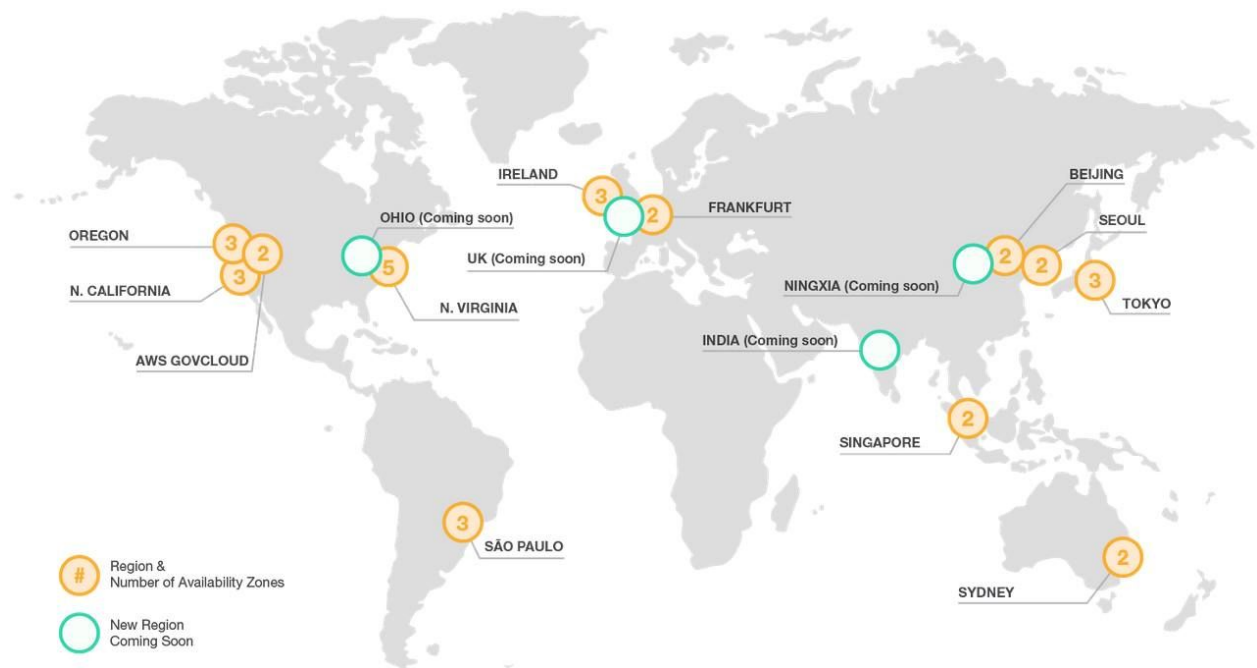 IRELAND
3
BEIJING
2
FRANKFURT
SEOUL
OHIO (Coming soon)
OREGON
3
2
UK (Coming soon)
5
2
2
N. CALIFORNIA
3
NINGXIA (Coming soon)
3
N. VIRGINIA
TOKYO
AWS GOVCLOUD
INDIA (Coming soon)
2
SINGAPORE
3
SÃO PAULO
2
SYDNEY
#
Region &
Number of Availability Zones
New Region
Coming Soon